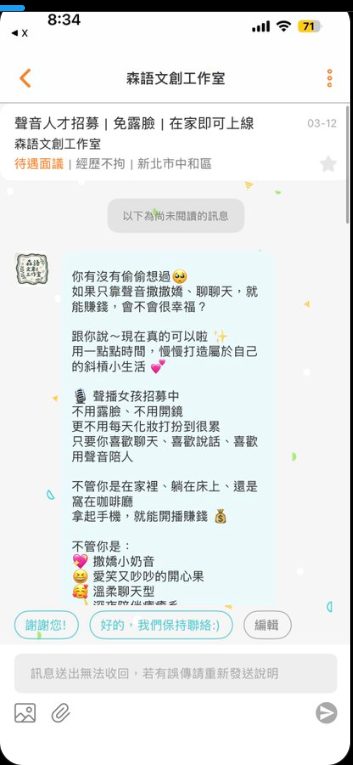 8:34
71
◀ X
森語文創工作室
聲音人才招募 | 免露臉 | 在家即可上線
03-12
森語文創工作室
待遇面議 | 經歷不拘 | 新北市中和區
以下為尚未閱讀的訊息
森語
文創
工作室
你有沒有偷偷想過🥹
如果只靠聲音撒撒嬌、聊聊天，就
能賺錢，會不會很幸福？
跟你說～現在真的可以啦 ✨
用一點點時間，慢慢打造屬於自己
的斜槓小生活 💕
🎙️ 聲播女孩招募中
不用露臉、不用開鏡
更不用每天化妝打扮到很累
只要你喜歡聊天、喜歡說話、喜歡
用聲音陪人
不管你是在家裡、躺在床上、還是
窩在咖啡廳
拿起手機，就能開播賺錢 💰
不管你是：
💖 撒嬌小奶音
😆 愛笑又吵吵的開心果
🥰 溫柔聊天型
謝謝您!
好的，我們保持聯絡:)
編輯
訊息送出無法收回，若有誤傳請重新發送說明